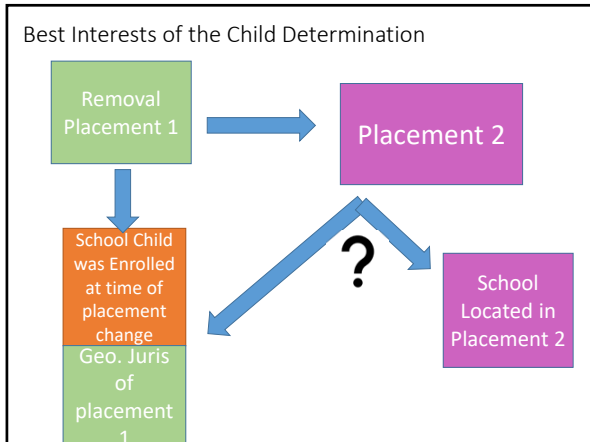 Best Interests of the Child Determination
Removal
Placement 1
Placement 2
School Child
was Enrolled
at time of
placement
change
?
School
Located in
Placement 2
Geo. Juris
of
placement
1